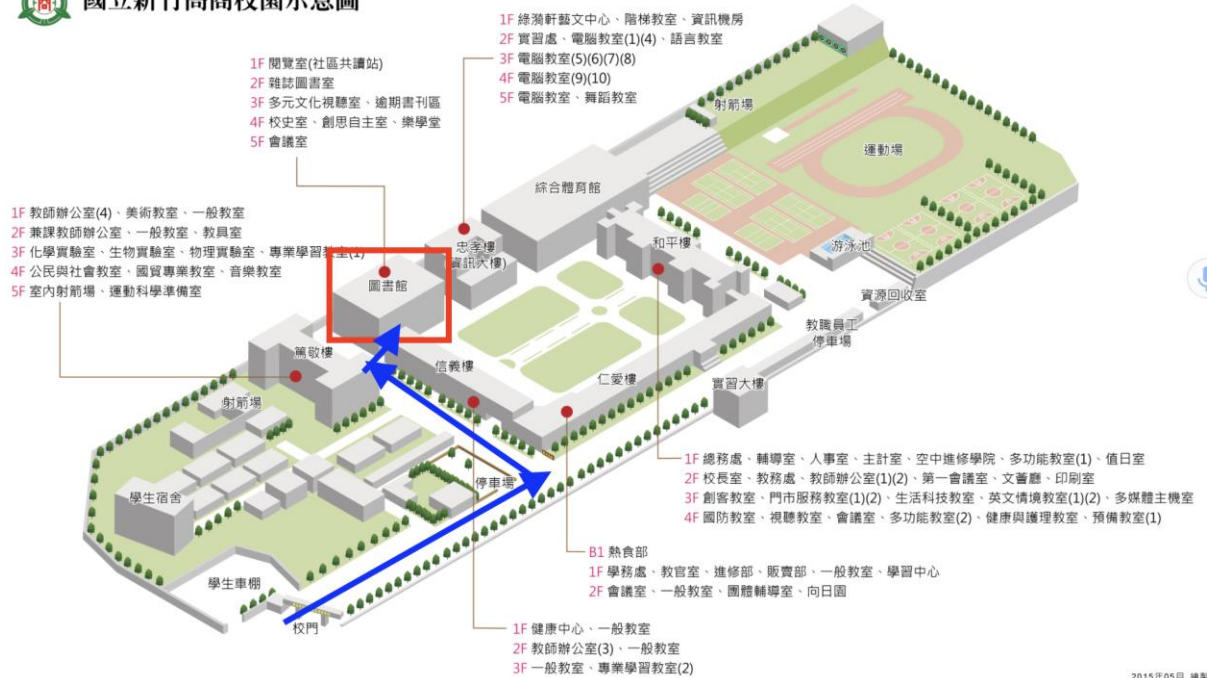 國立新竹高商校園示意圖
1F 綠漪軒藝文中心、階梯教室、資訊機房
2F 實習處、電腦教室(1)(4)、語言教室
3F 電腦教室(5)(6)(7)(8)
4F 電腦教室(9)(10)
5F 電腦教室、舞蹈教室
1F 閱覽室(社區共讀站)
2F 雜誌圖書室
3F 多元文化視聽室、逾期書刊區
4F 校史室、創思自主室、樂學堂
5F 會議室
1F 教師辦公室(4)、美術教室、一般教室
2F 兼課教師辦公室、一般教室、教具室
3F 化學實驗室、生物實驗室、物理實驗室、專業學習教室(1)
4F 公民與社會教室、國貿專業教室、音樂教室
5F 室內射箭場、運動科學準備室
射箭場
運動場
綜合體育館
忠孝樓
(資訊大樓)
和平樓
游泳池
圖書館
資源回收室
教職員工
停車場
篤敬樓
信義樓
仁愛樓
實習大樓
射箭場
停車場
學生宿舍
學生車棚
校門
1F 總務處、輔導室、人事室、主計室、空中進修學院、多功能教室(1)、值日室
2F 校長室、教務處、教師辦公室(1)(2)、第一會議室、文薈廳、印刷室
3F 創客教室、門市服務教室(1)(2)、生活科技教室、英文情境教室(1)(2)、多媒體主機室
4F 國防教室、視聽教室、會議室、多功能教室(2)、健康與護理教室、預備教室(1)
B1 熱食部
1F 學務處、教官室、進修部、販賣部、一般教室、學習中心
2F 會議室、一般教室、團體輔導室、向日園
1F 健康中心、一般教室
2F 教師辦公室(3)、一般教室
3F 一般教室、專業學習教室(2)
2015年05月 繪製